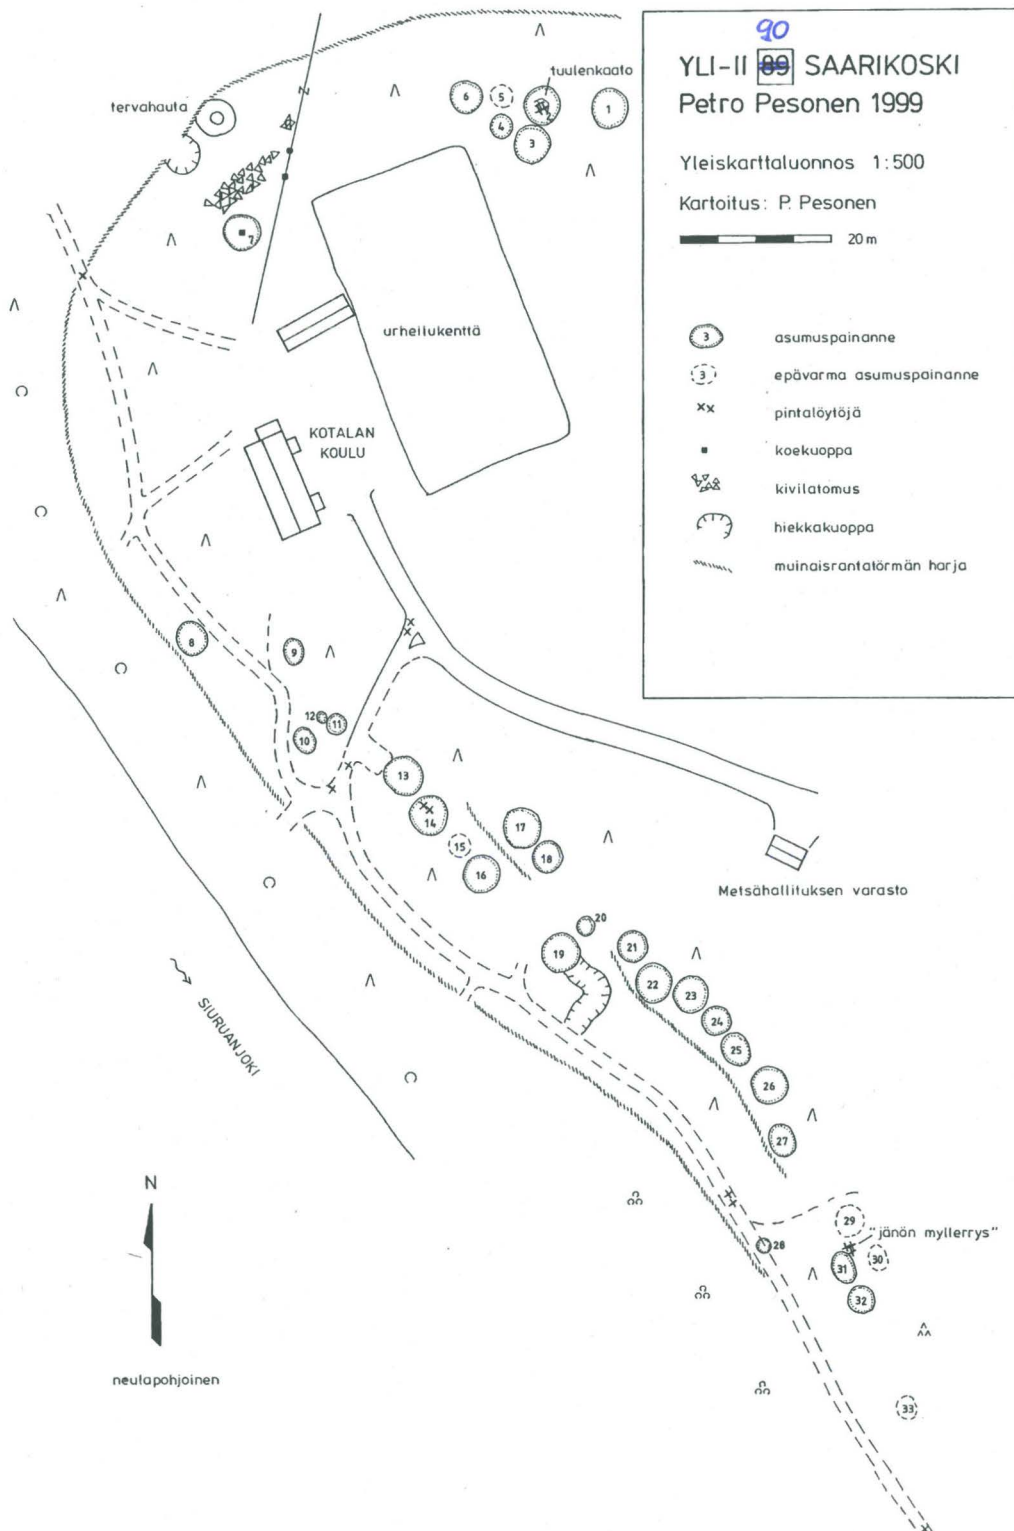 90
YLI-II 89 SAARIKOSKI
Petro Pesonen 1999
Yleiskarttaluonnos 1:500
Kartoitus: P. Pesonen
20 m
3 asumuspainanne
3 epävarma asumuspainanne
pintalöytöjä
koekuoppa
kivilatomus
hiekkakuoppa
muinaisrantatörmän harja
tuulenkaato
tervahauta
6
5
2
1
4
3
7
urheilukenttä
KOTALAN
KOULU
8
9
12
11
10
13
14
15
16
17
18
Metsähallituksen varasto
20
19
21
22
23
24
25
26
27
SIURUANJOKI
N
neulapohjoinen
28
29
"jänön myllerrys"
30
31
32
33